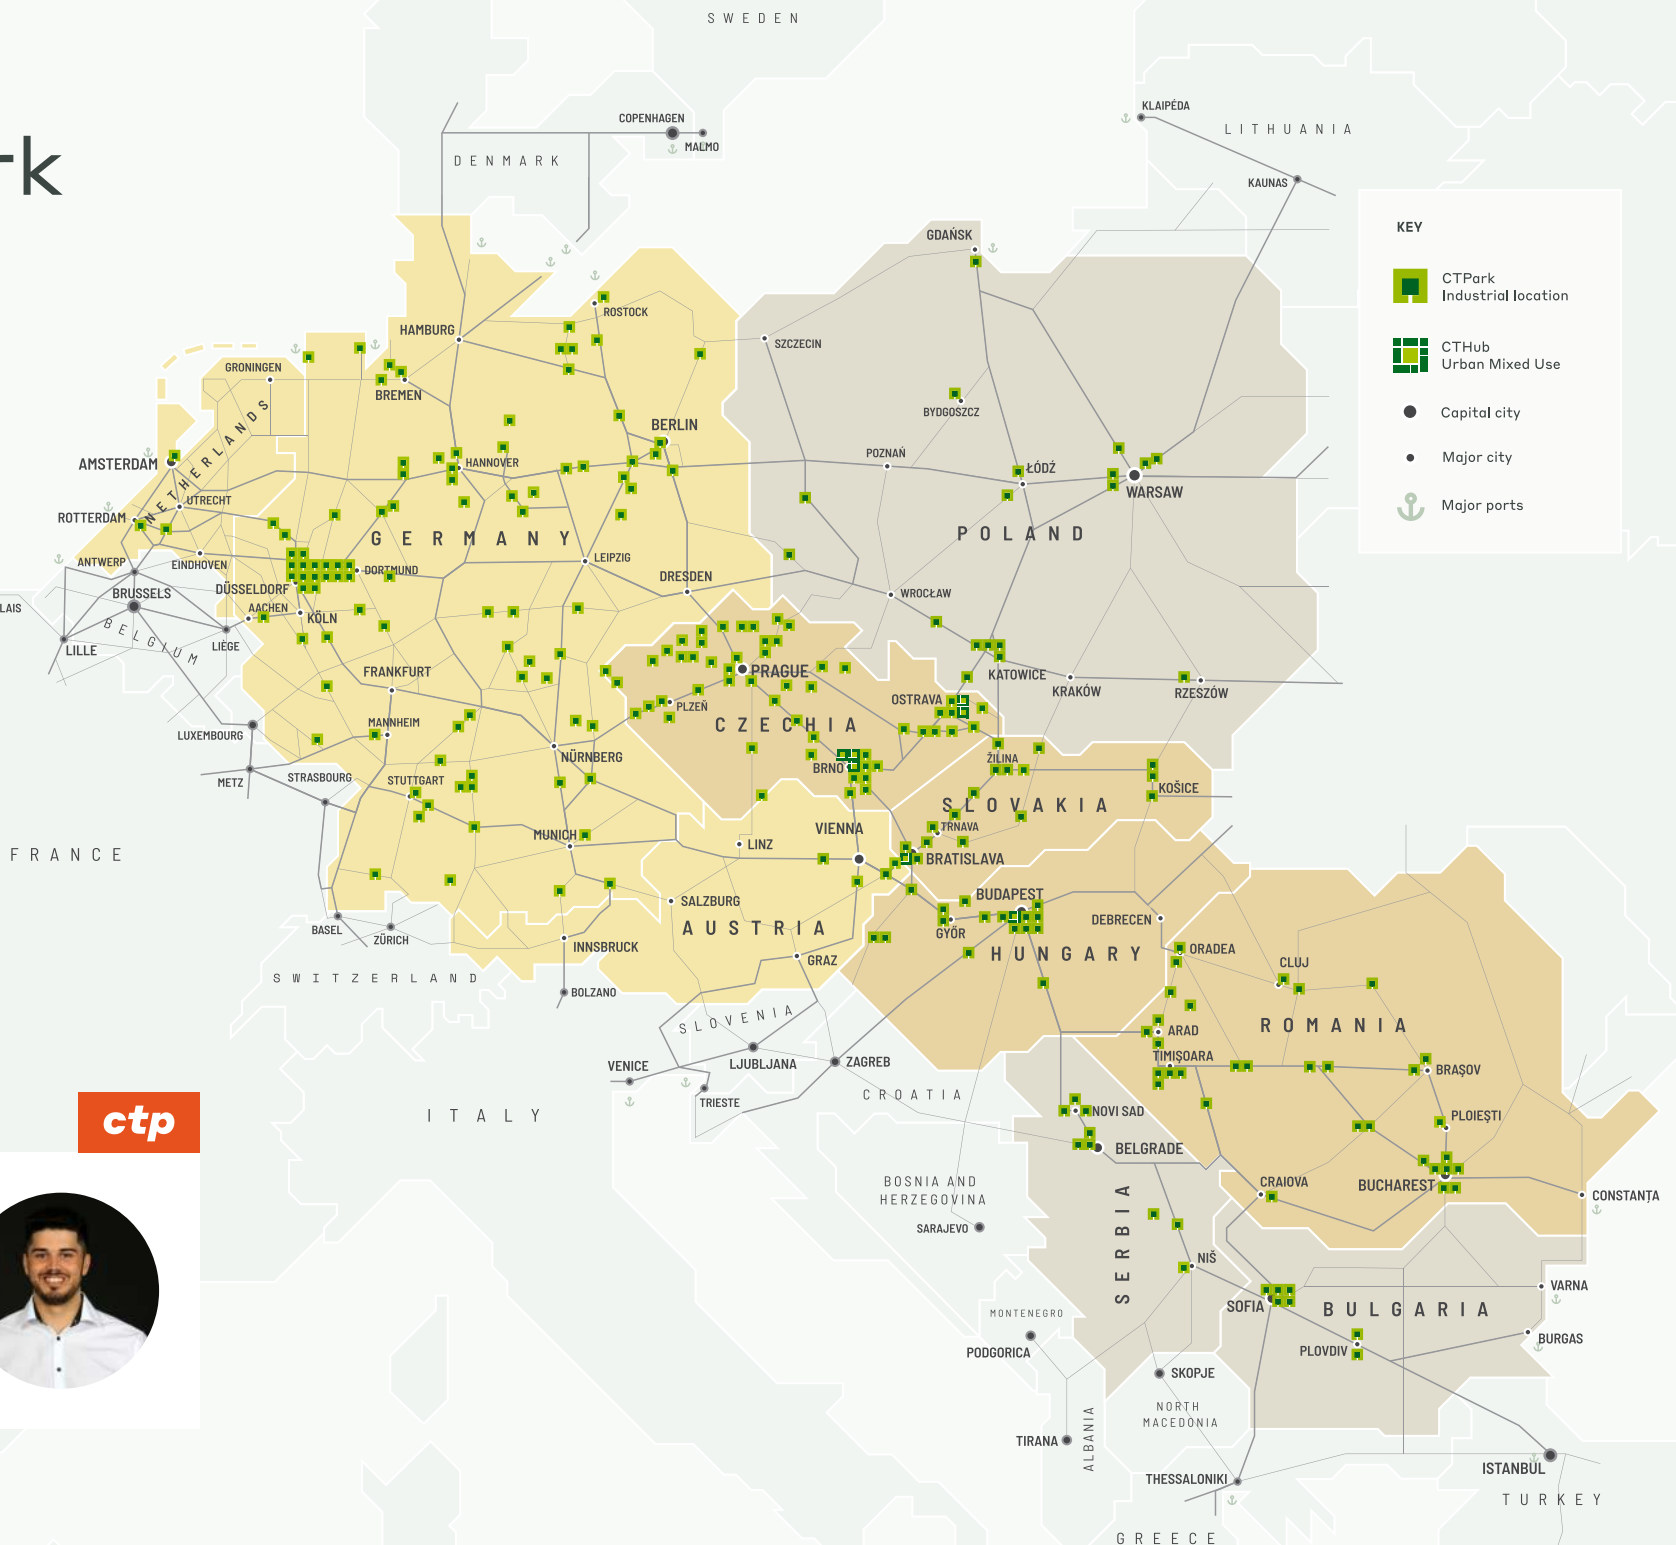 SWEDEN
COPENHAGEN
MALMO
DENMARK
KLAIPÉDA
LITHUANIA
KAUNAS
rk
KEY
CTPark
Industrial location
CTHub
Urban Mixed Use
Capital city
Major city
Major ports
GDAŃSK
ROSTOCK
HAMBURG
SZCZECIN
GRONINGEN
BREMEN
BYDGOSZCZ
BERLIN
NETHERLANDS
AMSTERDAM
HANNOVER
POZNAŃ
ŁÓDŹ
WARSAW
UTRECHT
ROTTERDAM
GERMANY
POLAND
ANTWERP
EINDHOVEN
DORTMUND
LEIPZIG
DRESDEN
DÜSSELDORF
BRUSSELS
WROCŁAW
LAIS
AACHEN
KÖLN
BELGIUM
LIÈGE
LILLE
FRANKFURT
PRAGUE
KATOWICE
KRAKÓW
RZESZÓW
OSTRAVA
PLZEŇ
LUXEMBOURG
MANNHEIM
CZECHIA
NÜRNBERG
ŽILINA
BRNO
METZ
STRASBOURG
STUTTGART
KOŠICE
SLOVAKIA
TRNAVA
MUNICH
VIENNA
LINZ
BRATISLAVA
FRANCE
BUDAPEST
SALZBURG
DEBRECEN
BASEL
ZÜRICH
AUSTRIA
GYŐR
INNSBRUCK
HUNGARY
ORADEA
GRAZ
CLUJ
SWITZERLAND
BOLZANO
SLOVENIA
ROMANIA
ARAD
TIMIŞOARA
VENICE
LJUBLJANA
ZAGREB
BRAŞOV
TRIESTE
CROATIA
ITALY
NOVI SAD
PLOIEŞTI
ctp
BELGRADE
BOSNIA AND
HERZEGOVINA
CRAIOVA
BUCHAREST
CONSTANŢA
SARAJEVO
SERBIA
NIŠ
VARNA
SOFIA
BULGARIA
MONTENEGRO
PODGORICA
PLOVDIV
BURGAS
SKOPJE
NORTH
MACEDONIA
TIRANA
ALBANIA
ISTANBUL
THESSALONIKI
TURKEY
GREECE